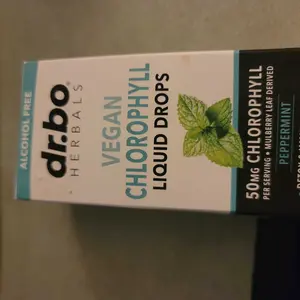 ALCOHOL FREE
dr.bo
HERBALS
VEGAN
CHLOROPHYLL
LIQUID DROPS
50MG CHLOROPHYLL
PER SERVING • MULBERRY LEAF DERIVED
PEPPERMINT